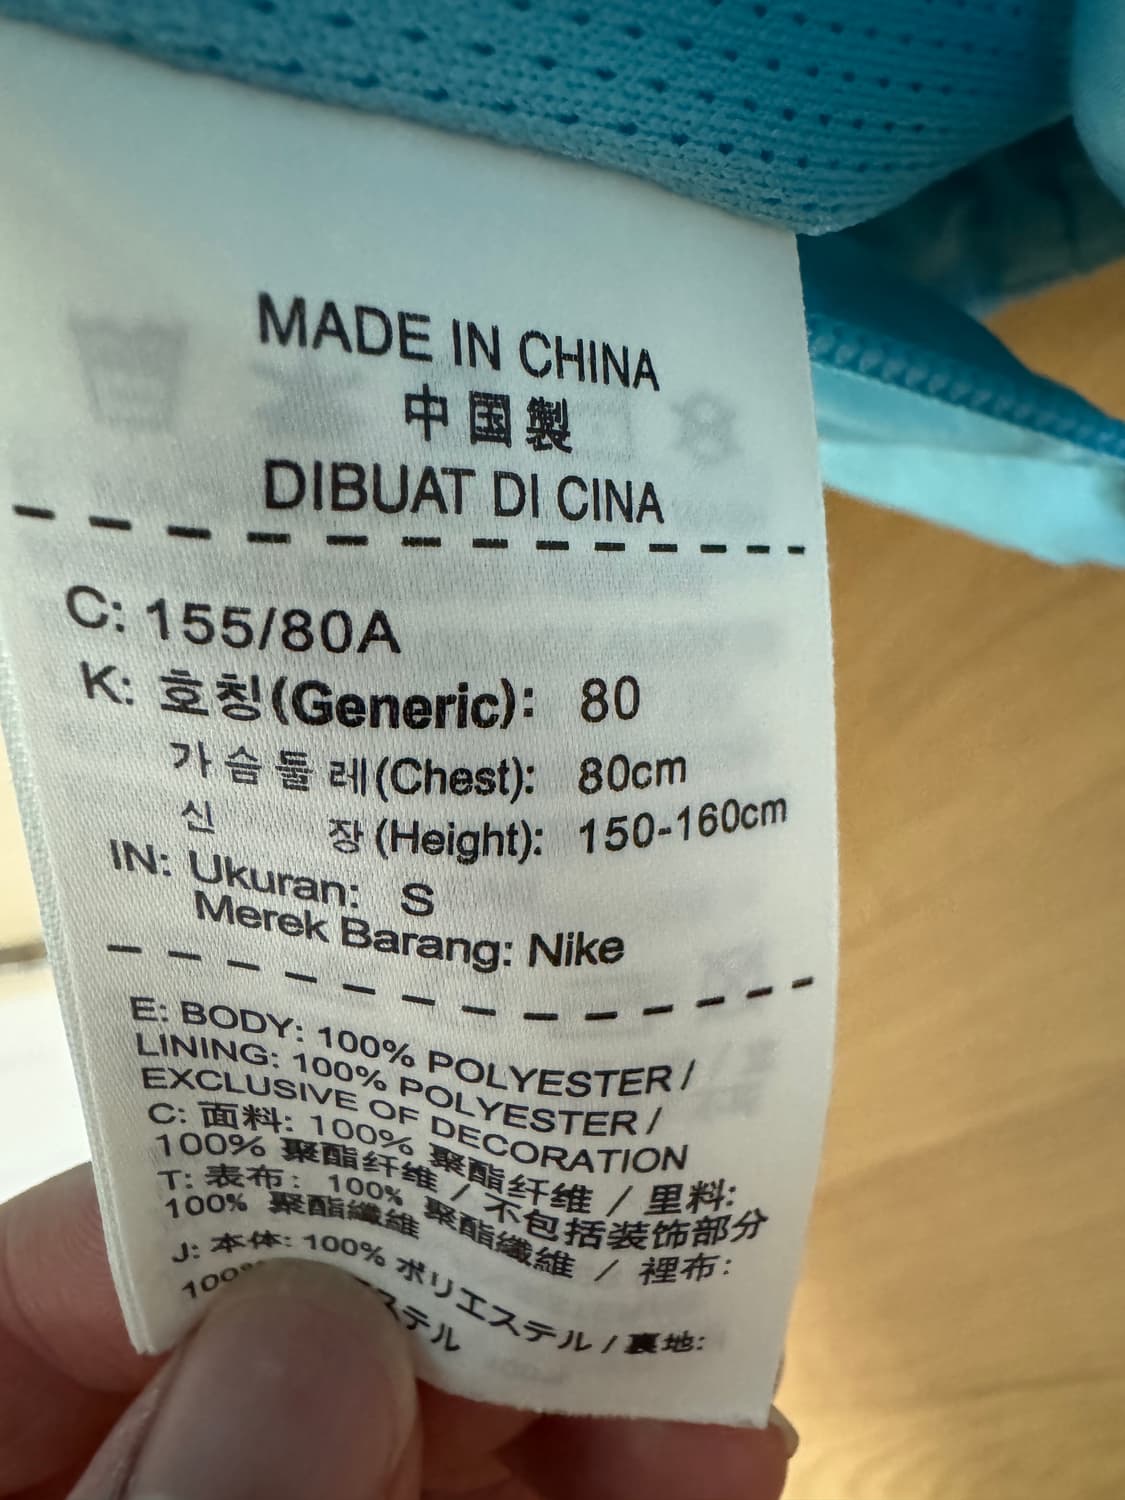 MADE IN CHINA
中国製
DIBUAT DI CINA
C: 155/80A
K: 호칭(Generic): 80
가슴둘레(Chest): 80cm
신 장(Height): 150-160cm
IN: Ukuran: S
Merek Barang: Nike
E: BODY: 100% POLYESTER /
LINING: 100% POLYESTER /
EXCLUSIVE OF DECORATION
C: 面料: 100% 聚酯纤维 / 里料:
100% 聚酯纤维 / 不包括装饰部分
T: 表布: 100% 聚酯纖維 / 裡布:
100% 聚酯纖維
J: 本体: 100% ポリエステル / 裏地:
100% ステル